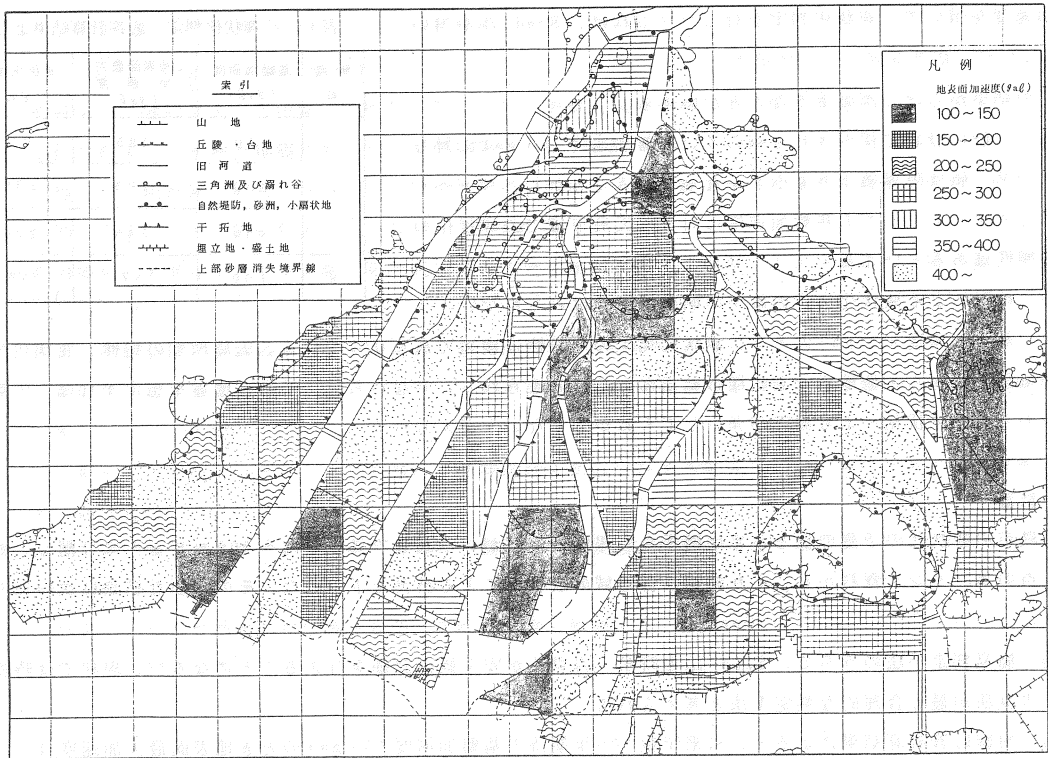 索引
山地
丘陵・台地
旧河道
三角洲及び溺れ谷
自然堤防,砂洲,小扇状地
干拓地
埋立地・盛土地
上部砂層消失境界線
凡例
地表面加速度(gal)
100~150
150~200
200~250
250~300
300~350
350~400
400~